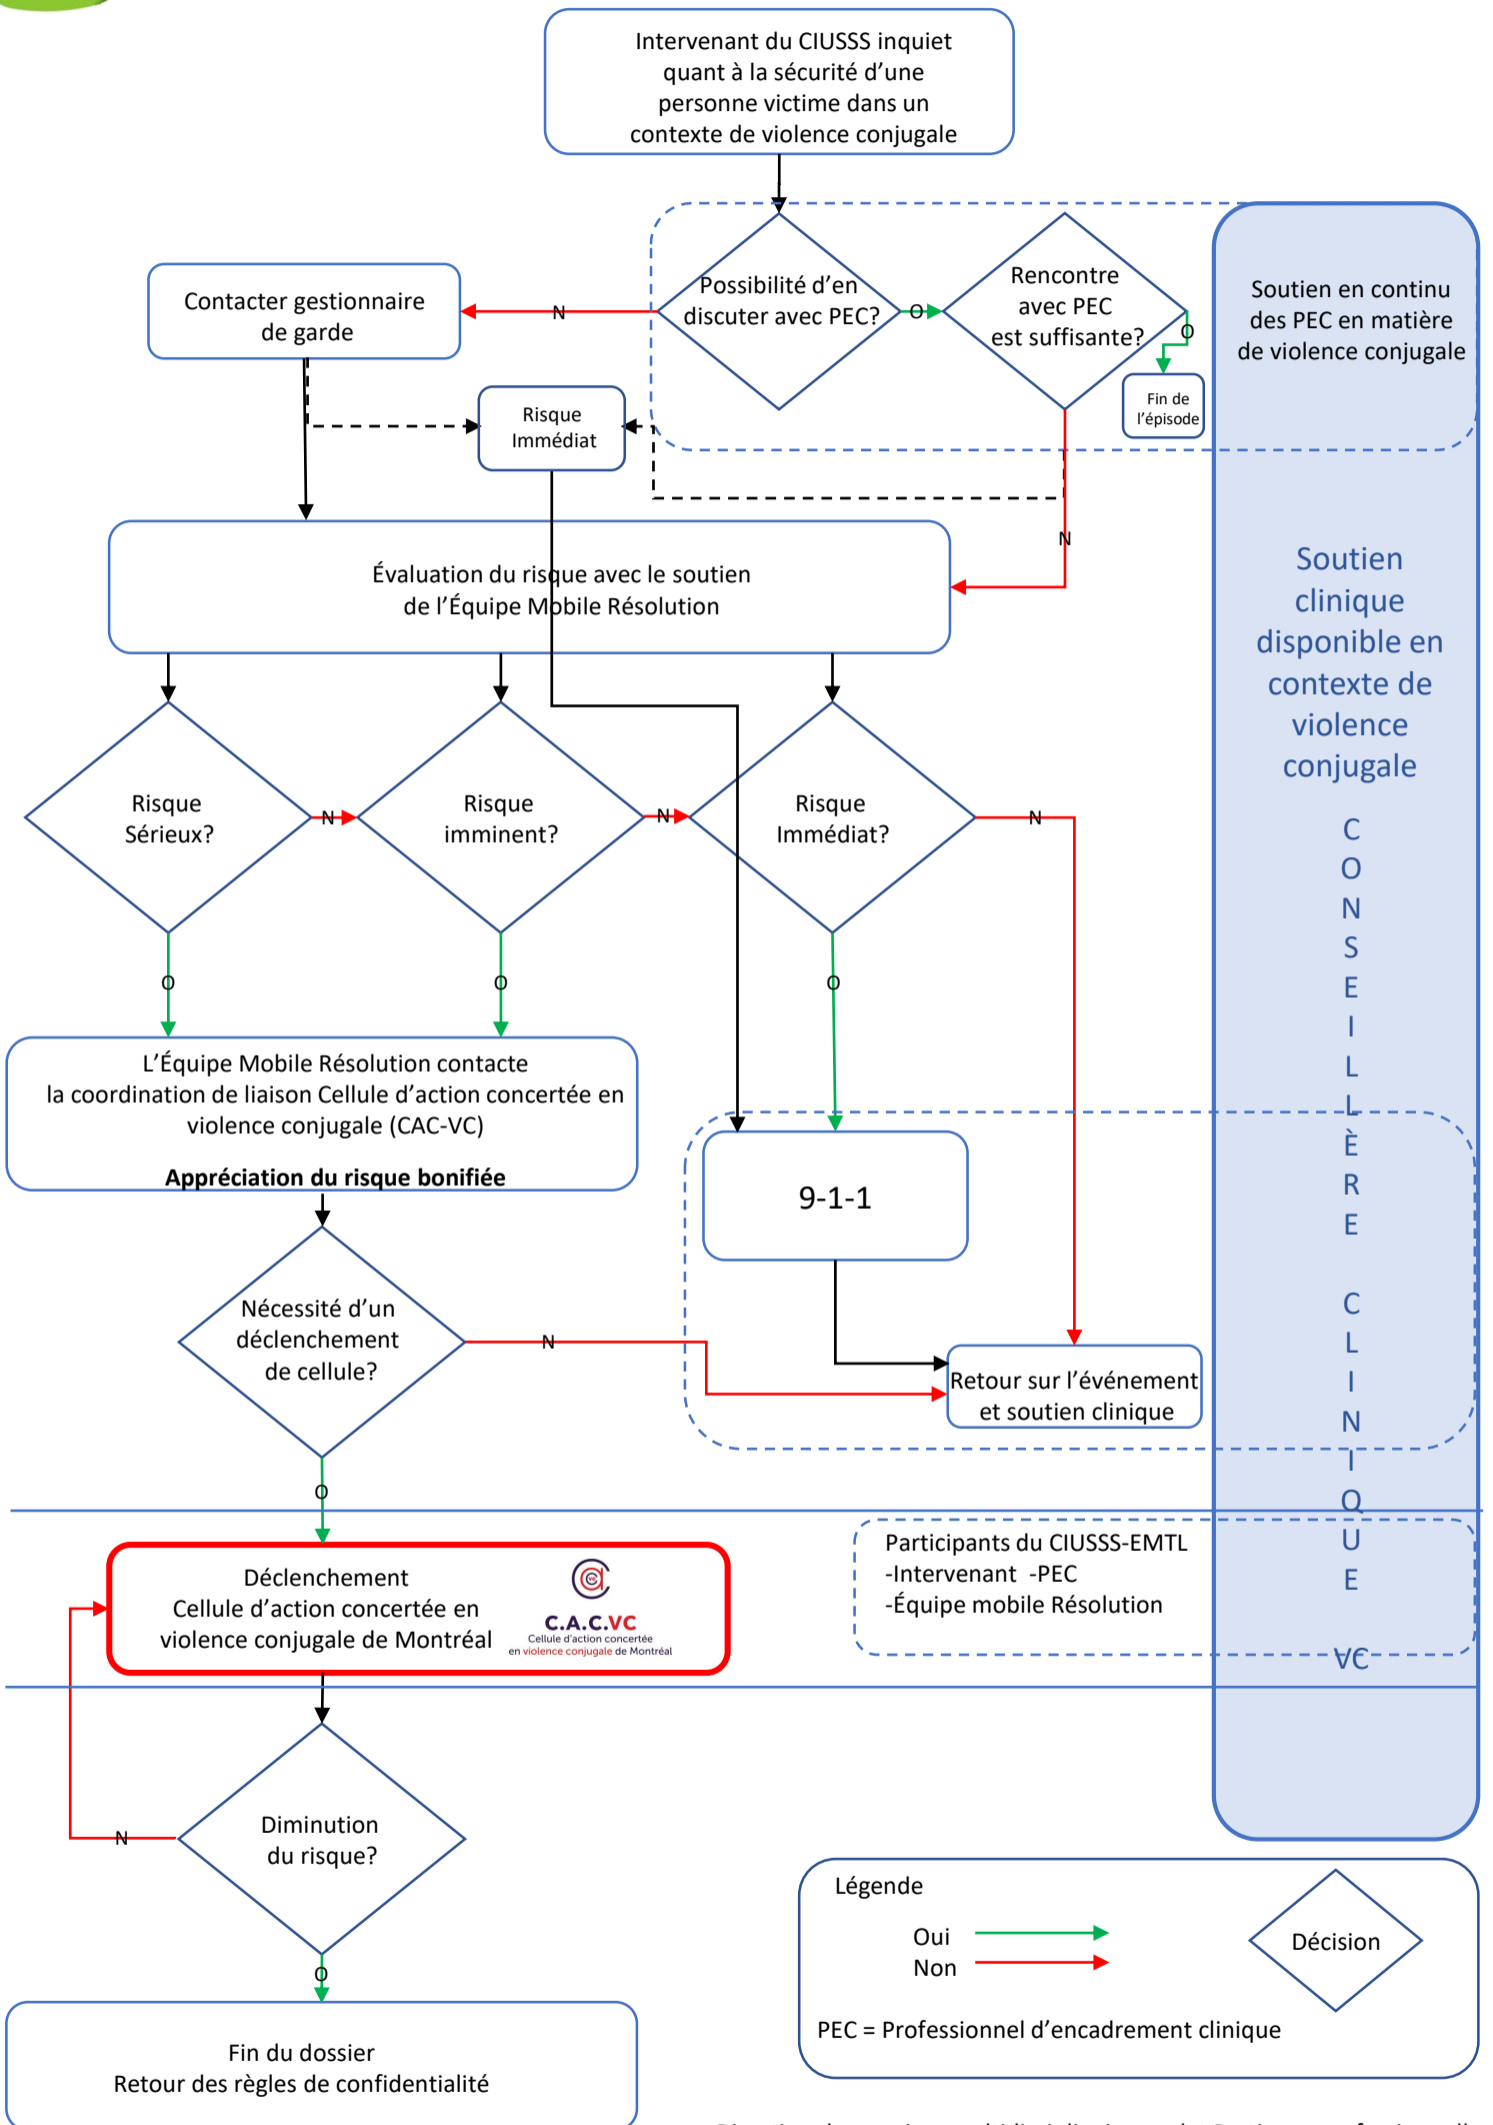 Intervenant du CIUSSS inquiet
quant à la sécurité d'une
personne victime dans un
contexte de violence conjugale
Possibilité d'en
discuter avec PEC?
N
O
Rencontre
avec PEC
est suffisante?
O
Fin de
l'épisode
Contacter gestionnaire
de garde
Risque
Immédiat
N
Soutien en continu
des PEC en matière
de violence conjugale
Soutien
clinique
disponible en
contexte de
violence
conjugale
C
O
N
S
E
I
L
L
È
R
E
C
L
I
N
I
Q
U
E
VC
Évaluation du risque avec le soutien
de l'Équipe Mobile Résolution
Risque
Sérieux?
N
Risque
imminent?
N
Risque
Immédiat?
N
O
O
O
L'Équipe Mobile Résolution contacte
la coordination de liaison Cellule d'action concertée en
violence conjugale (CAC-VC)
Appréciation du risque bonifiée
9-1-1
Nécessité d'un
déclenchement
de cellule?
N
Retour sur l'événement
et soutien clinique
O
Déclenchement
Cellule d'action concertée en
violence conjugale de Montréal
VC
C.A.C.VC
Cellule d'action concertée
en violence conjugale de Montréal
Participants du CIUSSS-EMTL
-Intervenant -PEC
-Équipe mobile Résolution
Diminution
du risque?
N
O
Fin du dossier
Retour des règles de confidentialité
Légende
Oui
Non
Décision
PEC = Professionnel d'encadrement clinique